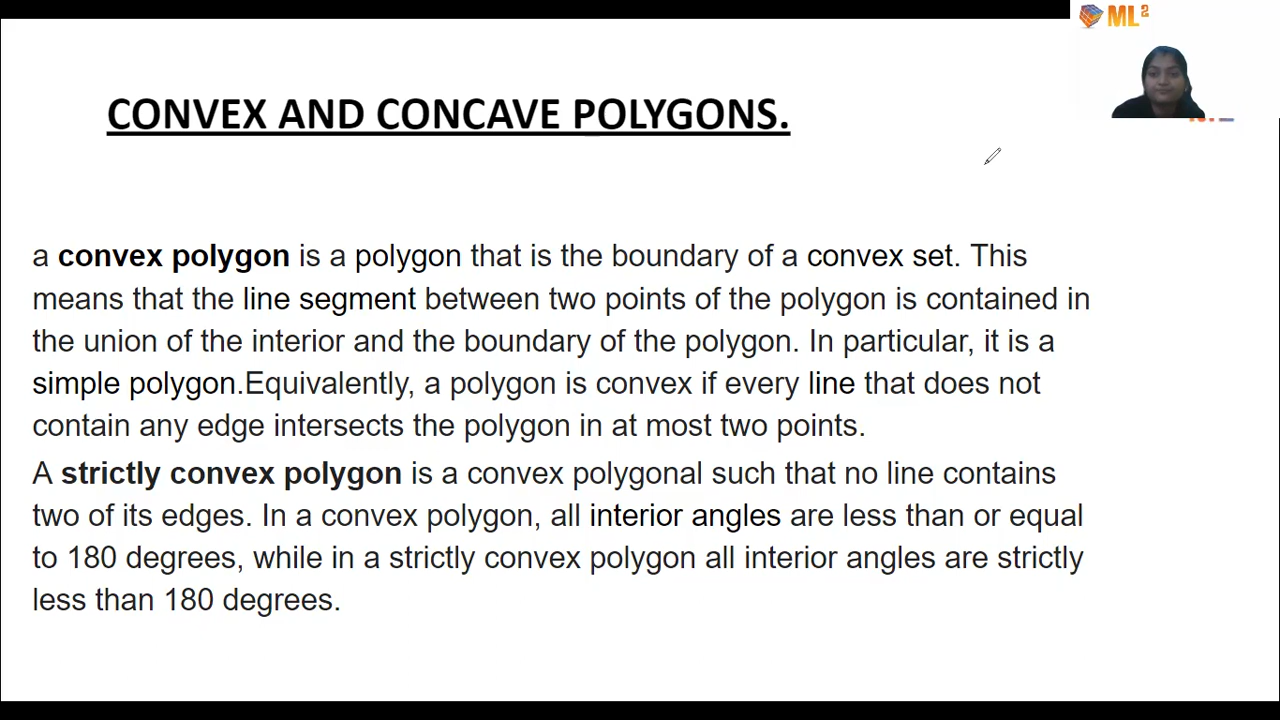 ML²
CONVEX AND CONCAVE POLYGONS.
a convex polygon is a polygon that is the boundary of a convex set. This
means that the line segment between two points of the polygon is contained in
the union of the interior and the boundary of the polygon. In particular, it is a
simple polygon.Equivalently, a polygon is convex if every line that does not
contain any edge intersects the polygon in at most two points.
A strictly convex polygon is a convex polygonal such that no line contains
two of its edges. In a convex polygon, all interior angles are less than or equal
to 180 degrees, while in a strictly convex polygon all interior angles are strictly
less than 180 degrees.